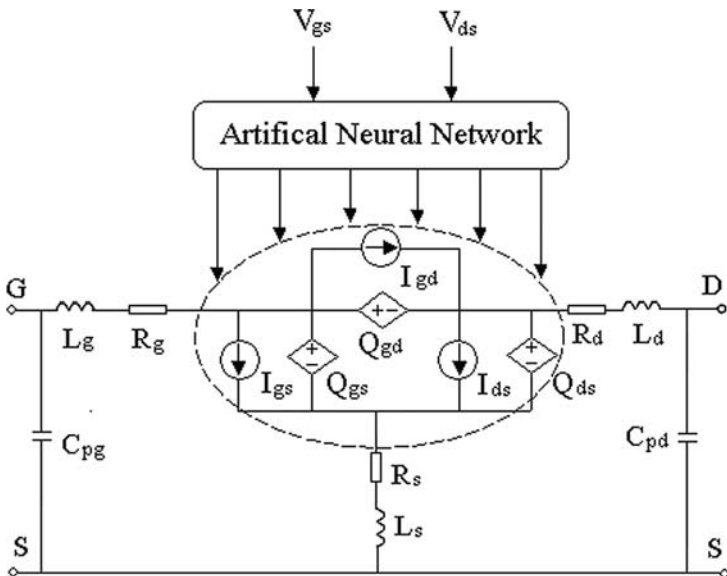 Vgs Vds
Artifical Neural Network
Igd
G D
Lg Rg Qgd Rd Ld
Igs Qgs Ids Qds
Cpg Cpd
Rs
Ls
S S